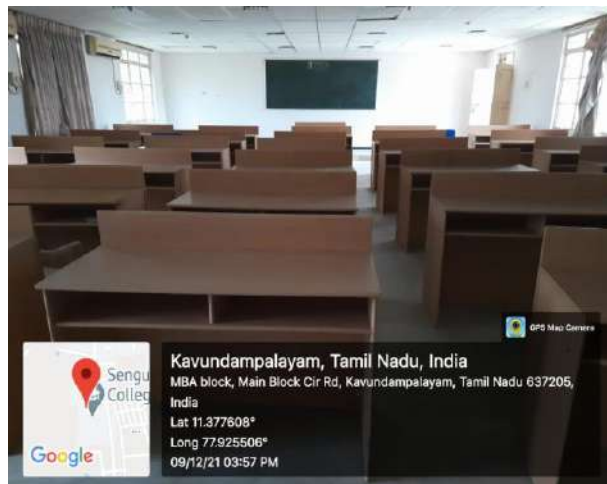 GPS Map Camera
Sengu
Colleg
Google
Kavundampalayam, Tamil Nadu, India
MBA block, Main Block Cir Rd, Kavundampalayam, Tamil Nadu 637205,
India
Lat 11.377608°
Long 77.925506°
09/12/21 03:57 PM